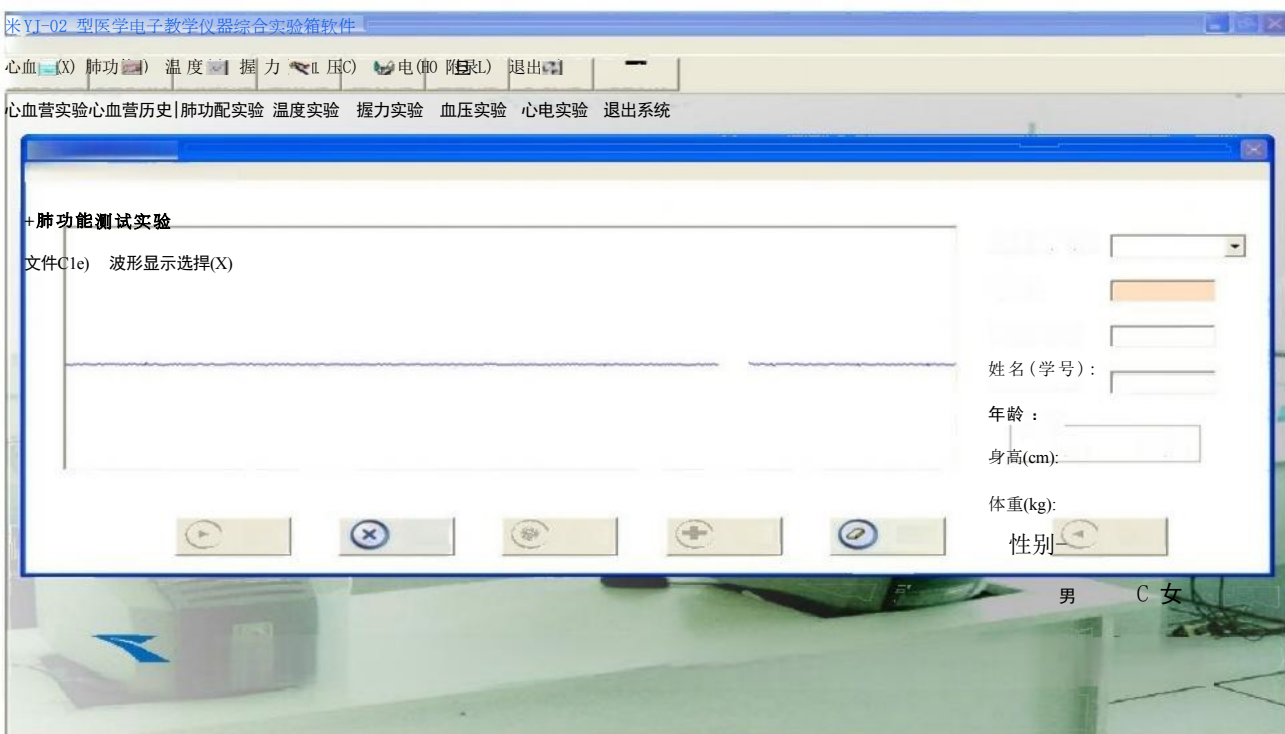 米YJ-02 型医学电子教学仪器综合实验箱软件
心血 (X) 肺功 ) 温度 握力 压C) 电(H0 附录L) 退出
心血营实验心血营历史|肺功配实验 温度实验 握力实验 血压实验 心电实验 退出系统
+肺功能测试实验
文件C1e) 波形显示选捍(X)
姓名(学号):
年龄:
身高(cm):
体重(kg):
性别
男 C 女